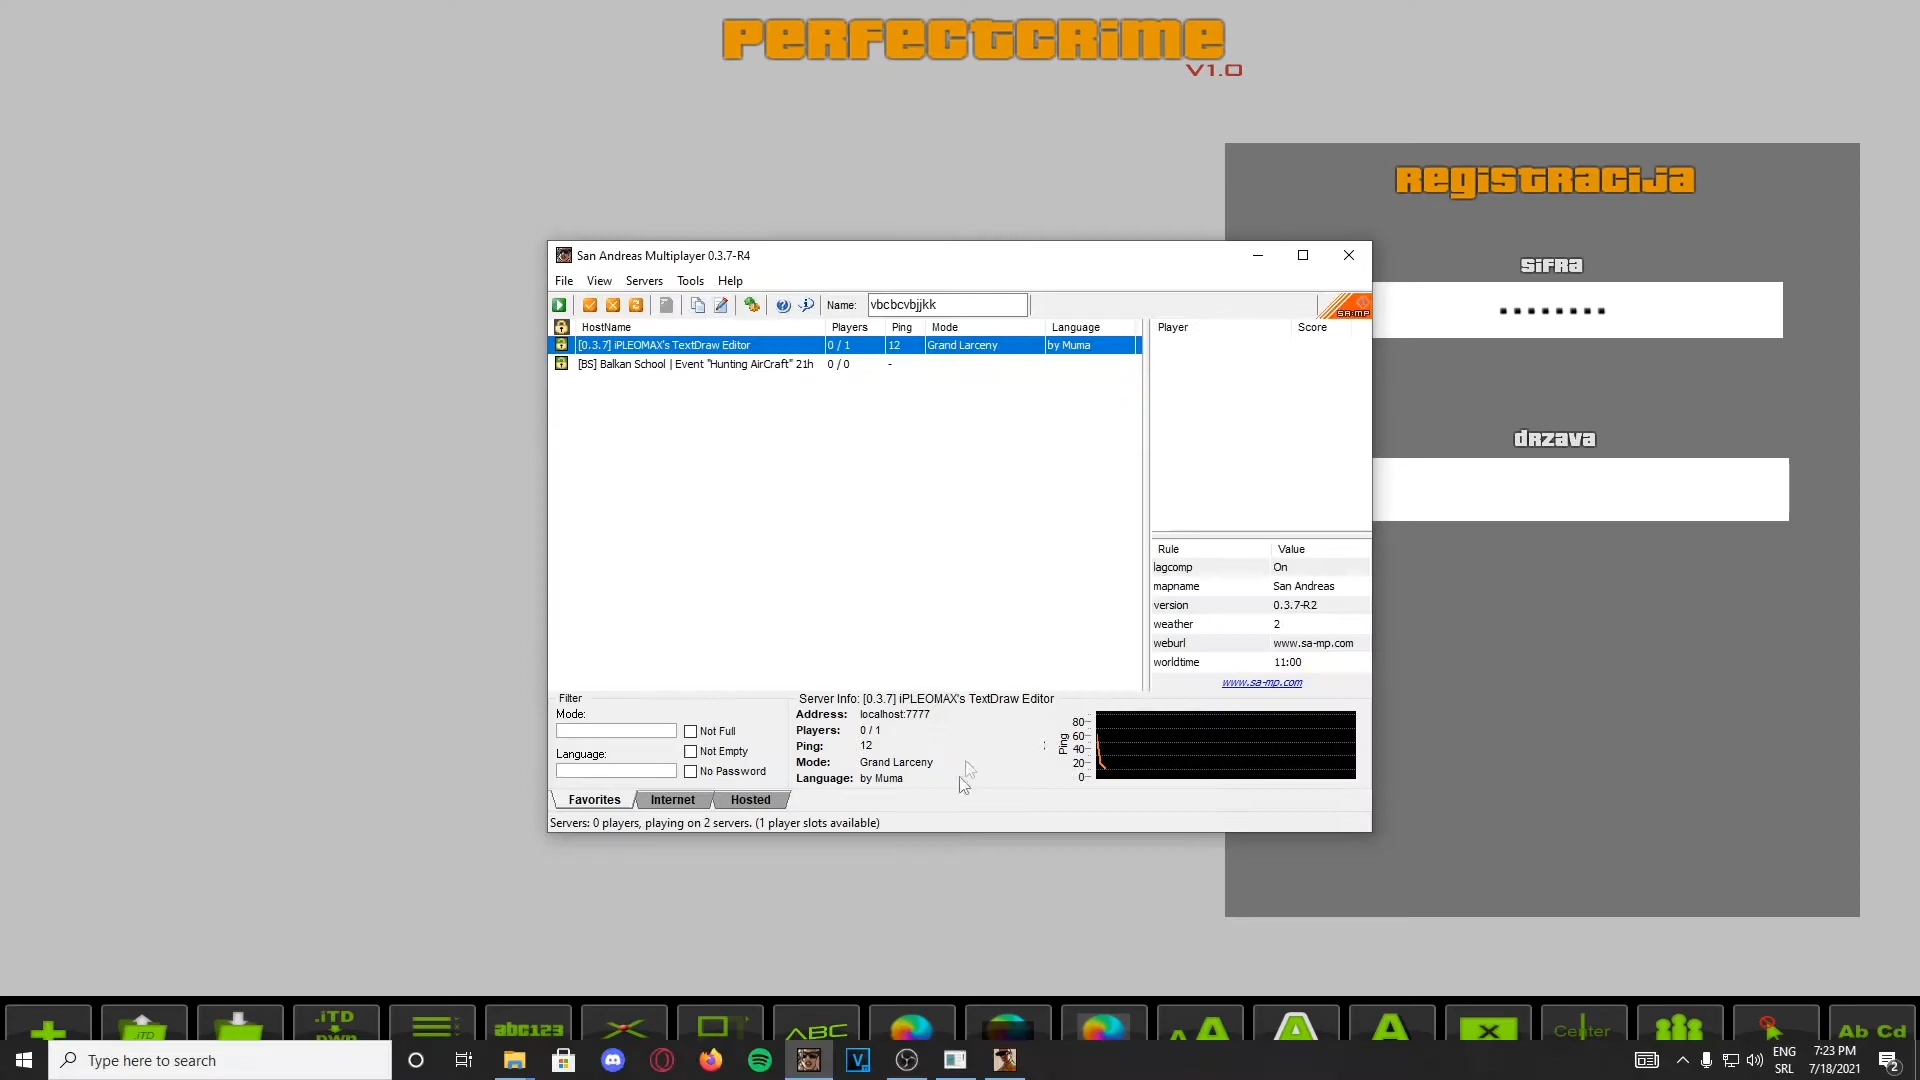 PERFECTCRIME
V1.0
REGISTRACIJA
SIFRA
........
DRZAVA
San Andreas Multiplayer 0.3.7-R4
File View Servers Tools Help
Name: vbcbcvbjjkk
sa:mp
HostName Players Ping Mode Language
[0.3.7] iPLEOMAX's TextDraw Editor 0 / 1 12 Grand Larceny by Muma
[BS] Balkan School | Event "Hunting AirCraft" 21h 0 / 0 -
Player Score
Rule Value
lagcomp On
mapname San Andreas
version 0.3.7-R2
weather 2
weburl www.sa-mp.com
worldtime 11:00
www.sa-mp.com
Filter
Mode:
Not Full
Not Empty
Language:
No Password
Server Info: [0.3.7] iPLEOMAX's TextDraw Editor
Address: localhost:7777
Players: 0 / 1
Ping: 12
Mode: Grand Larceny
Language: by Muma
Ping
80
60
40
20
0
Favorites Internet Hosted
Servers: 0 players, playing on 2 servers. (1 player slots available)
.iTD
.iTD
pwn
abc123
ABC
A A
A
A
X
Center
Ab Cd
Type here to search
V
ENG
SRL
7:23 PM
7/18/2021
2